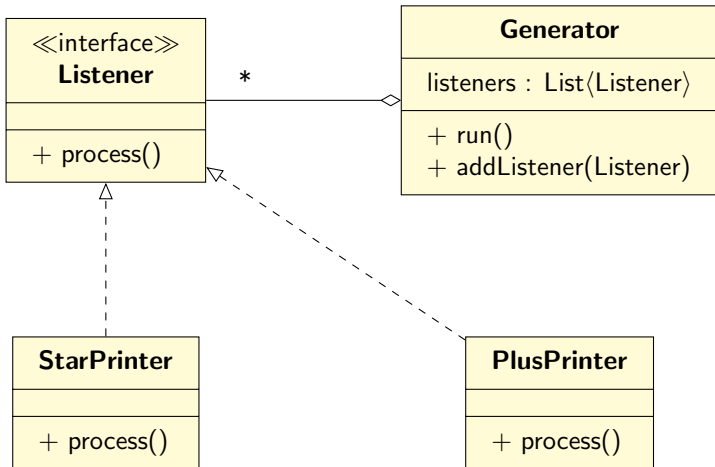 ≪interface≫
Listener
+ process()
*
Generator
listeners : List⟨Listener⟩
+ run()
+ addListener(Listener)
StarPrinter
+ process()
PlusPrinter
+ process()